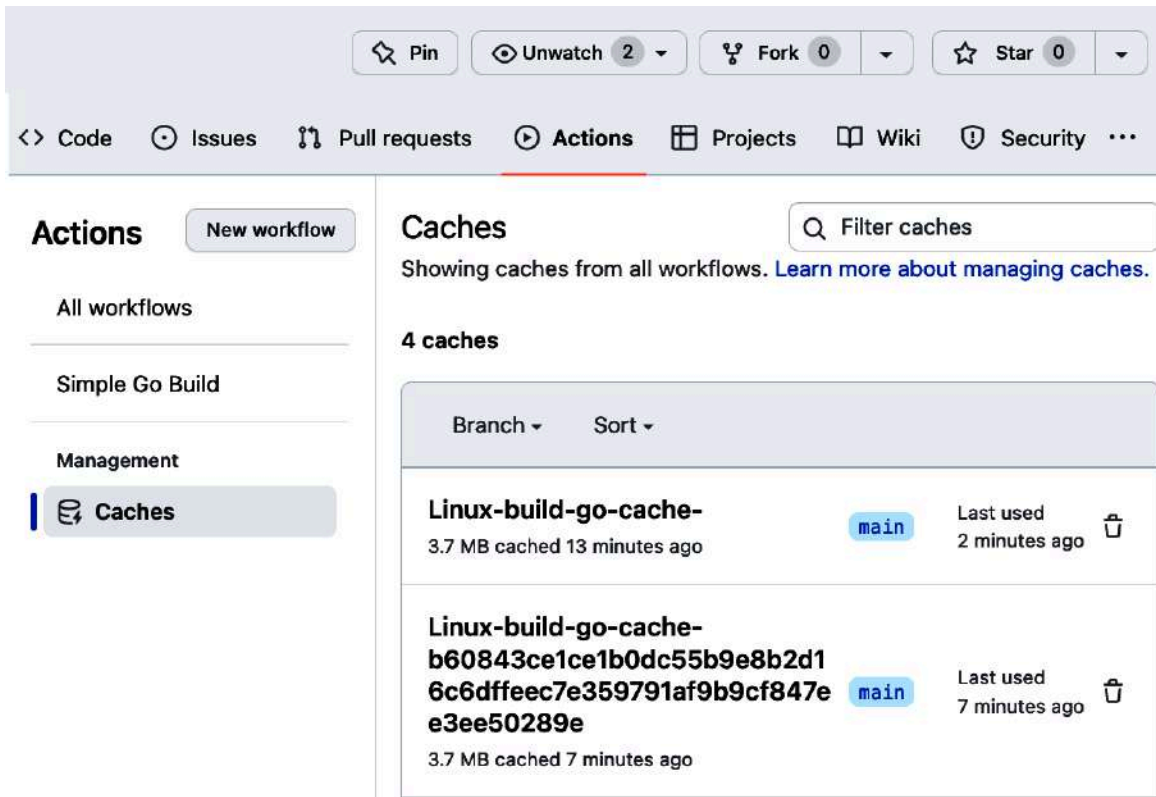 Pin Unwatch 2 Fork 0 Star 0
Code Issues Pull requests Actions Projects Wiki Security ...
Actions New workflow
All workflows
Simple Go Build
Management
Caches
Caches Filter caches
Showing caches from all workflows. Learn more about managing caches.
4 caches
Branch Sort
Linux-build-go-cache-
3.7 MB cached 13 minutes ago
main
Last used
2 minutes ago
Linux-build-go-cache-
b60843ce1ce1b0dc55b9e8b2d1
6c6dffeec7e359791af9b9cf847e
e3ee50289e
3.7 MB cached 7 minutes ago
main
Last used
7 minutes ago